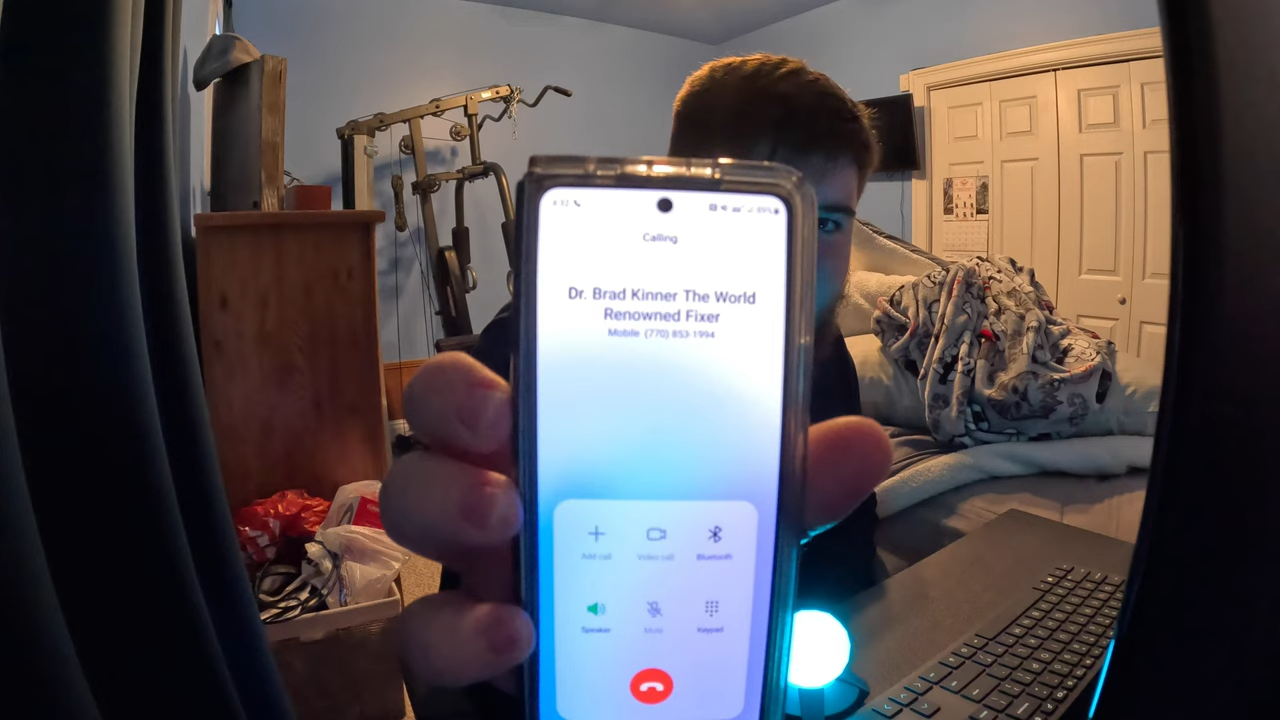 Calling
Dr. Brad Kinner The World
Renowned Fixer
Mobile (770) 853-1994
Add call Video call Bluetooth
Speaker Mute Keypad